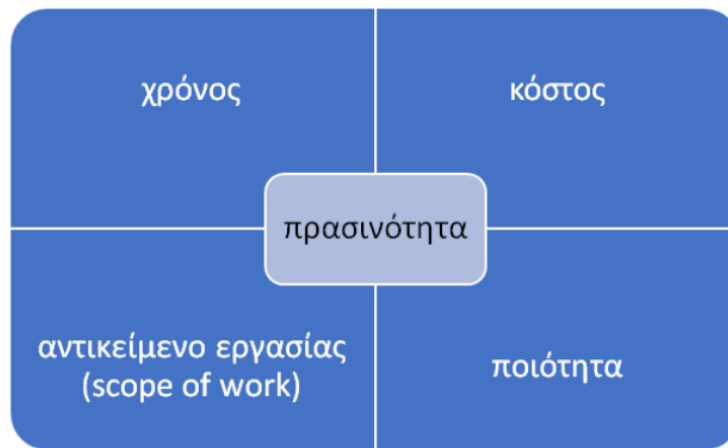 χρόνος
κόστος
πρασινότητα
αντικείμενο εργασίας
(scope of work)
ποιότητα